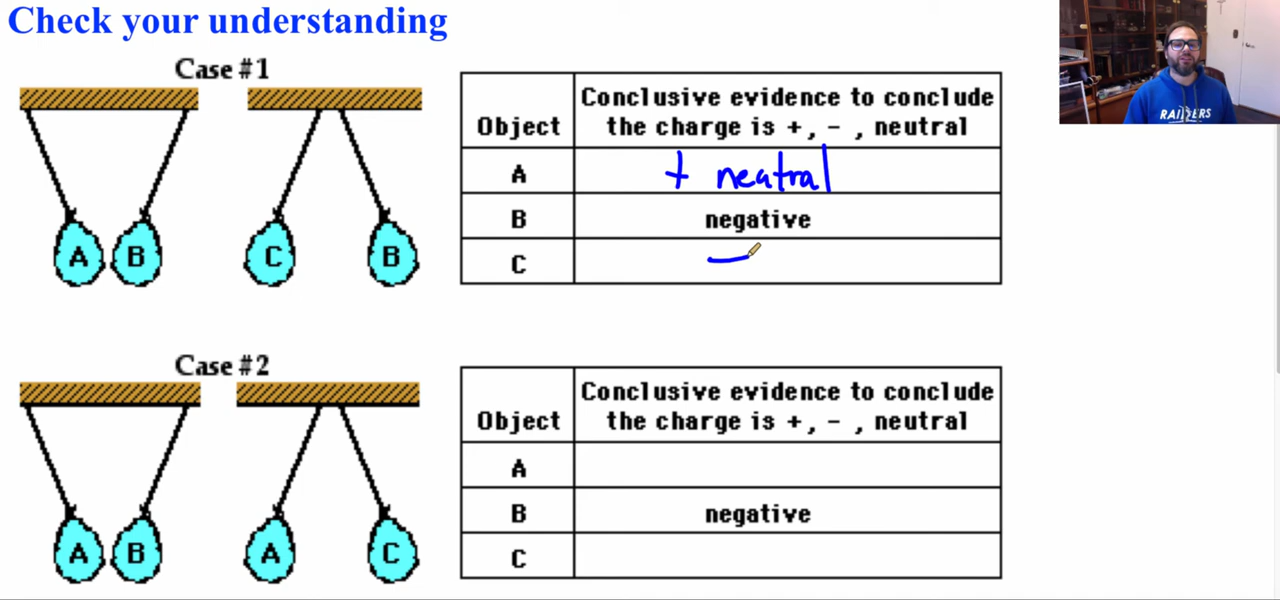 Check your understanding
Case #1
A B C B
Object Conclusive evidence to conclude
the charge is +, - , neutral
A + neutral
B negative
C —
RAIDERS
Case #2
A B A C
Object Conclusive evidence to conclude
the charge is +, - , neutral
A
B negative
C